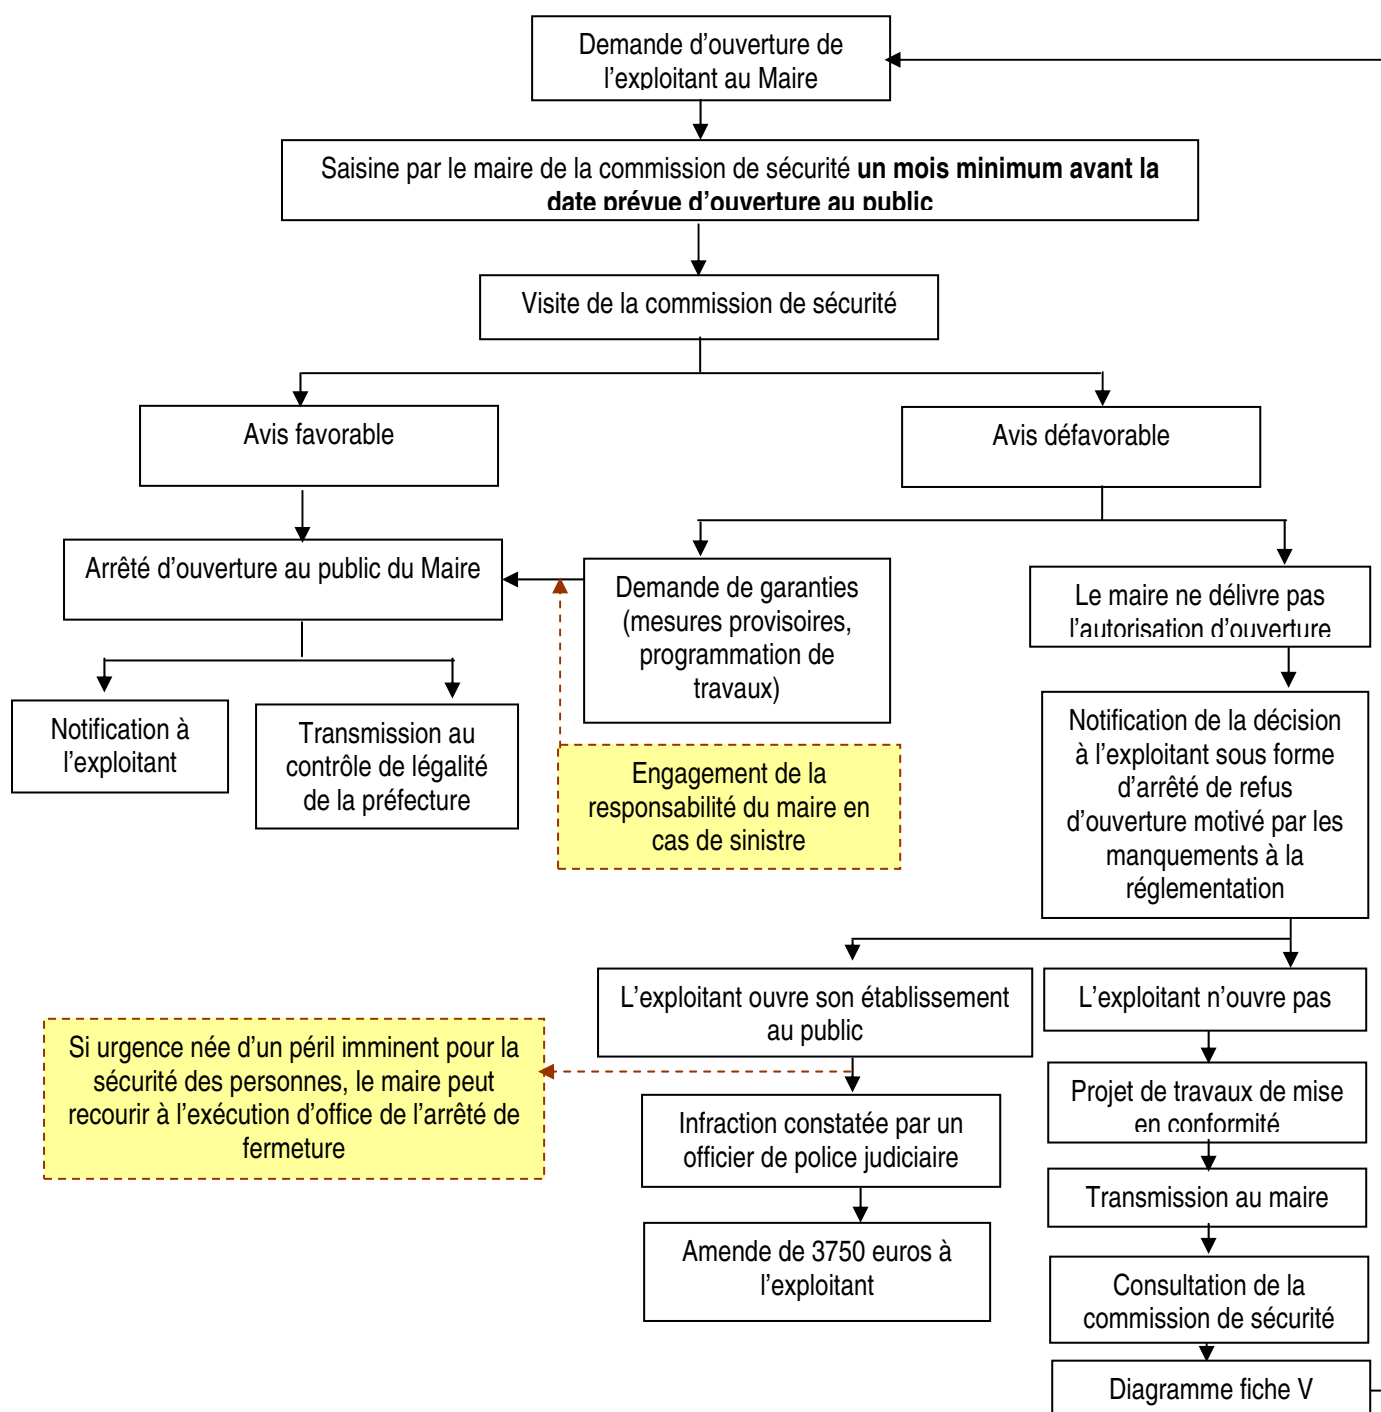 Demande d'ouverture de
l'exploitant au Maire
Saisine par le maire de la commission de sécurité un mois minimum avant la
date prévue d'ouverture au public
Visite de la commission de sécurité
Avis favorable
Avis défavorable
Arrêté d'ouverture au public du Maire
Demande de garanties
(mesures provisoires,
programmation de
travaux)
Le maire ne délivre pas
l'autorisation d'ouverture
Notification à
l'exploitant
Transmission au
contrôle de légalité
de la préfecture
Engagement de la
responsabilité du maire en
cas de sinistre
Notification de la décision
à l'exploitant sous forme
d'arrêté de refus
d'ouverture motivé par les
manquements à la
réglementation
L'exploitant ouvre son établissement
au public
L'exploitant n'ouvre pas
Si urgence née d'un péril imminent pour la
sécurité des personnes, le maire peut
recourir à l'exécution d'office de l'arrêté de
fermeture
Projet de travaux de mise
en conformité
Infraction constatée par un
officier de police judiciaire
Transmission au maire
Amende de 3750 euros à
l'exploitant
Consultation de la
commission de sécurité
Diagramme fiche V